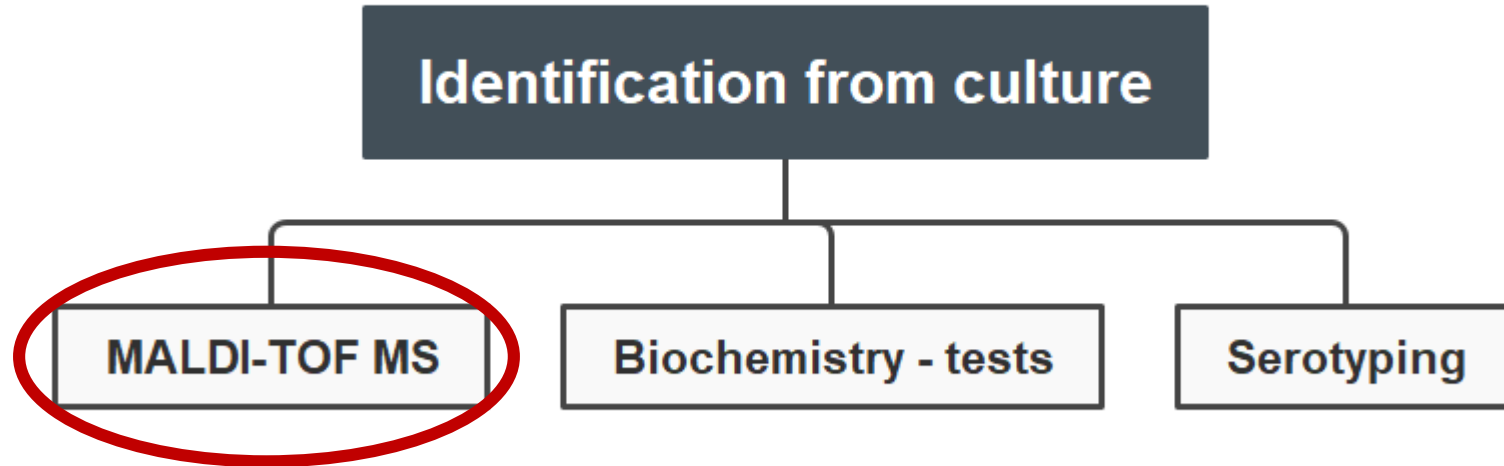 Identification from culture
MALDI-TOF MS
Biochemistry - tests
Serotyping